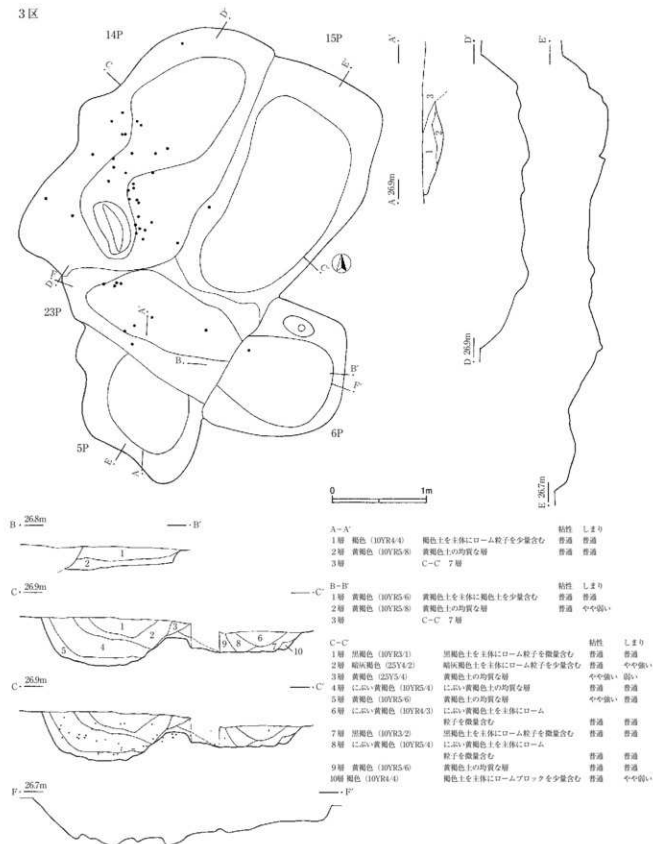 3区
14P
15P
D'
C
E'
A'
D'
E'
3
2
1
A 26.9m
D
23P
A'
C'
B
B'
F'
5P
6P
E
A
D 26.9m
E 26.7m
0 1m
B 26.8m B'
1
2
C 26.9m C'
1
2
3
4
5
6
7
8
9
10
C 26.9m C'
F 26.7m F'
A-A' 粘性 しまり
1層 褐色(10YR4/4) 褐色土を主体にローム粒子を少量含む 普通 普通
2層 黄褐色(10YR5/8) 黄褐色土の均質な層 普通 普通
3層 C-C' 7層
B-B' 粘性 しまり
1層 黄褐色(10YR5/6) 黄褐色土を主体に褐色土を少量含む 普通 普通
2層 黄褐色(10YR5/8) 黄褐色土の均質な層 普通 やや弱い
3層 C-C' 7層
C-C' 粘性 しまり
1層 黒褐色(10YR3/1) 黒褐色土を主体にローム粒子を微量含む 普通 普通
2層 暗灰褐色(25Y4/2) 暗灰褐色土を主体にローム粒子を少量含む 普通 やや強い
3層 黄褐色(25Y5/4) 黄褐色土の均質な層 やや強い 弱い
4層 にぶい黄褐色(10YR5/4) にぶい黄褐色土の均質な層 普通 普通
5層 黄褐色(10YR5/6) 黄褐色土の均質な層 やや強い 普通
6層 にぶい黄褐色(10YR4/3) にぶい黄褐色土を主体にローム
粒子を微量含む 普通 普通
7層 黒褐色(10YR3/2) 黒褐色土を主体にローム粒子を微量含む 普通 普通
8層 にぶい黄褐色(10YR5/4) にぶい黄褐色土を主体にローム
粒子を微量含む 普通 普通
9層 黄褐色(10YR5/6) 黄褐色土の均質な層 普通 普通
10層 褐色(10YR4/4) 褐色土を主体にロームブロックを少量含む 普通 やや弱い